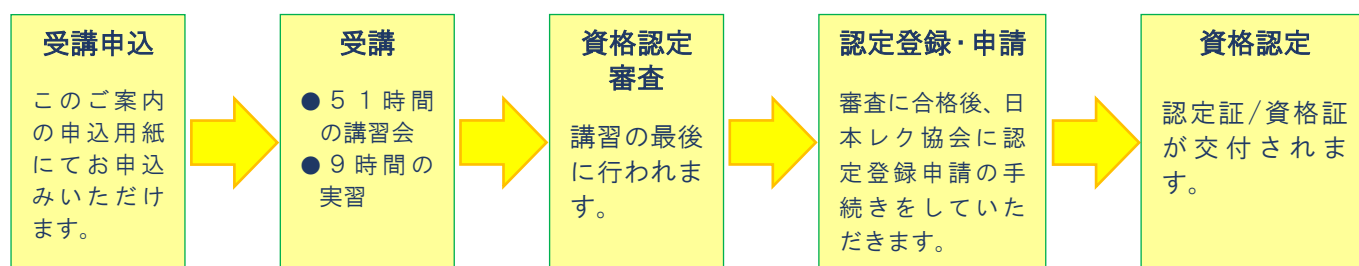 受講申込
このご案内
の申込用紙
にてお申込
みいただけ
ます。
受講
●５１時間
の講習会
●９時間の
実習
資格認定
審査
講習の最後
に行われま
す。
認定登録・申請
審査に合格後、日
本レク協会に認
定登録申請の手
続きをしていた
だきます。
資格認定
認定証/資格証
が交付されま
す。